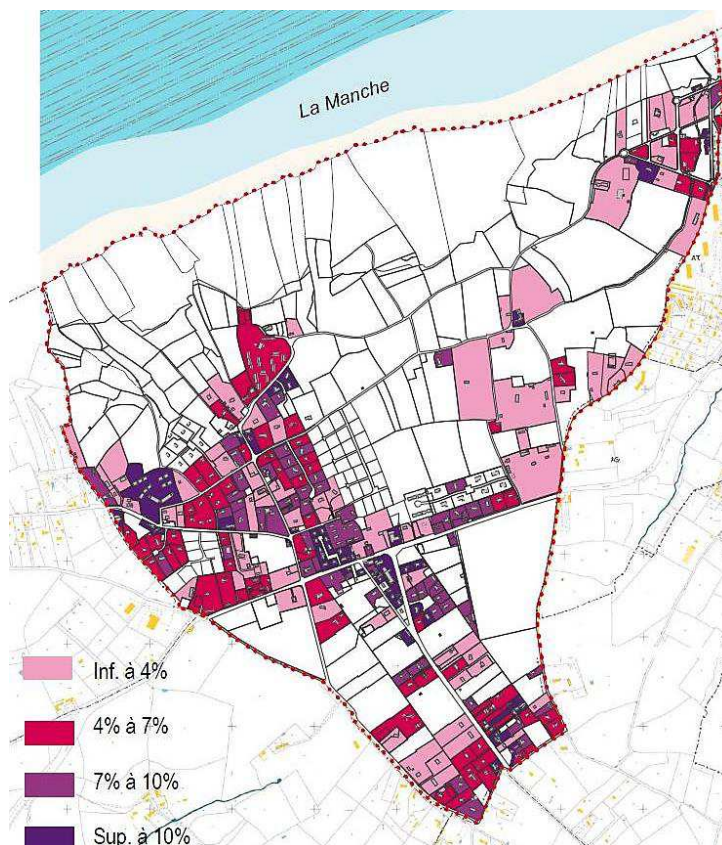 La Manche
Inf. à 4%
4% à 7%
7% à 10%
Sup. à 10%